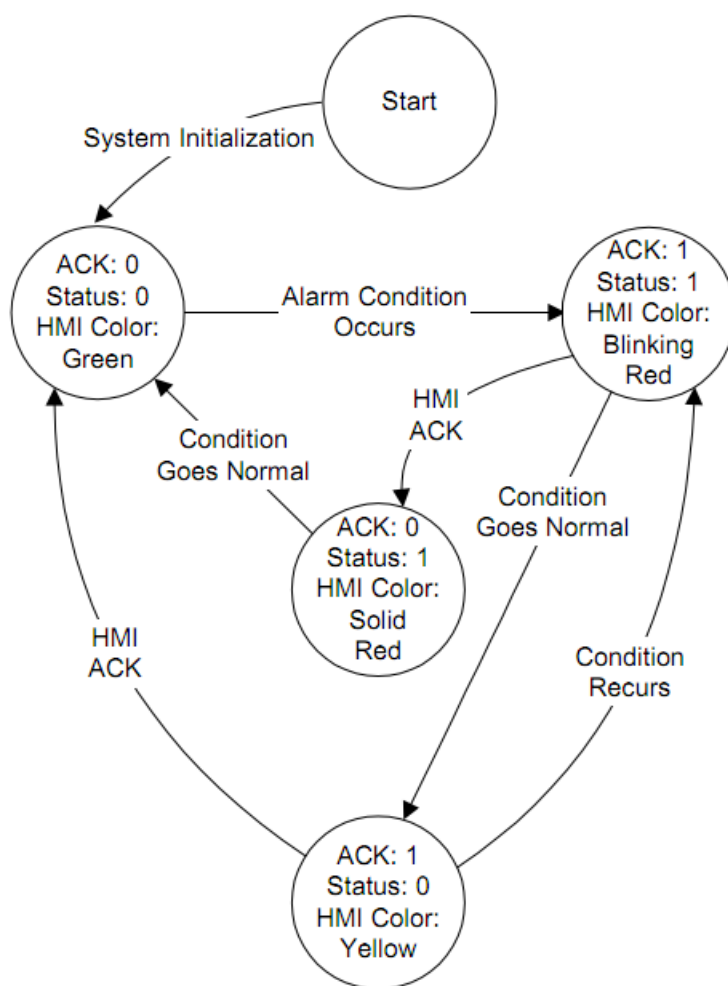 Start
System Initialization
ACK: 0
Status: 0
HMI Color:
Green
Alarm Condition
Occurs
ACK: 1
Status: 1
HMI Color:
Blinking
Red
HMI
ACK
Condition
Goes Normal
Condition
Goes Normal
ACK: 0
Status: 1
HMI Color:
Solid
Red
HMI
ACK
Condition
Recurs
ACK: 1
Status: 0
HMI Color:
Yellow